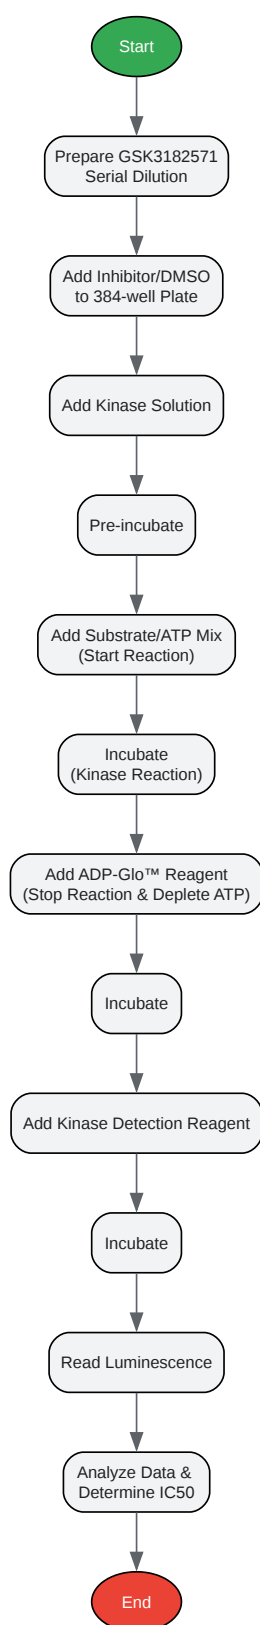 Start
Prepare GSK3182571
Serial Dilution
Add Inhibitor/DMSO
to 384-well Plate
Add Kinase Solution
Pre-incubate
Add Substrate/ATP Mix
(Start Reaction)
Incubate
(Kinase Reaction)
Add ADP-Glo™ Reagent
(Stop Reaction & Deplete ATP)
Incubate
Add Kinase Detection Reagent
Incubate
Read Luminescence
Analyze Data &
Determine IC50
End